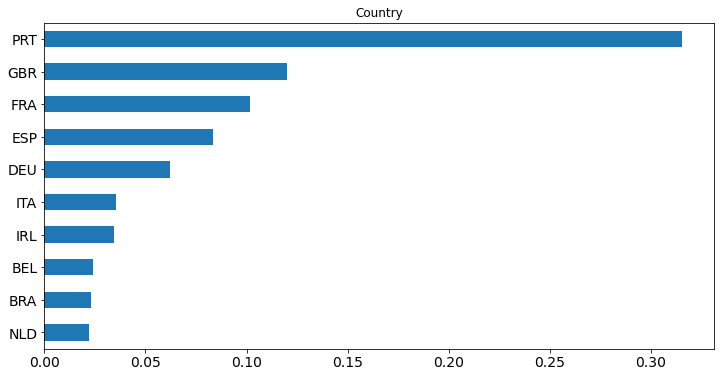 Country
PRT
GBR
FRA
ESP
DEU
ITA
IRL
BEL
BRA
NLD
0.00 0.05 0.10 0.15 0.20 0.25 0.30